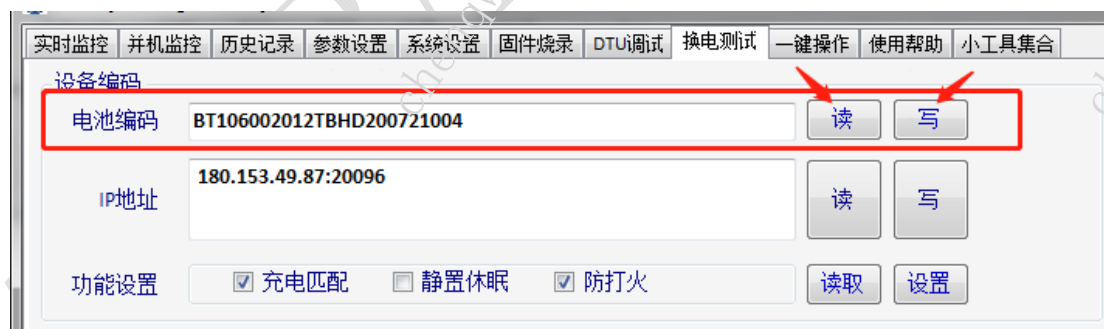 实时监控 并机监控 历史记录 参数设置 系统设置 固件烧录 DTU调试 换电测试 一键操作 使用帮助 小工具集合
设备编码
电池编码 BT106002012TBHD200721004 读 写
IP地址 180.153.49.87:20096 读 写
功能设置 充电匹配 静置休眠 防打火 读取 设置